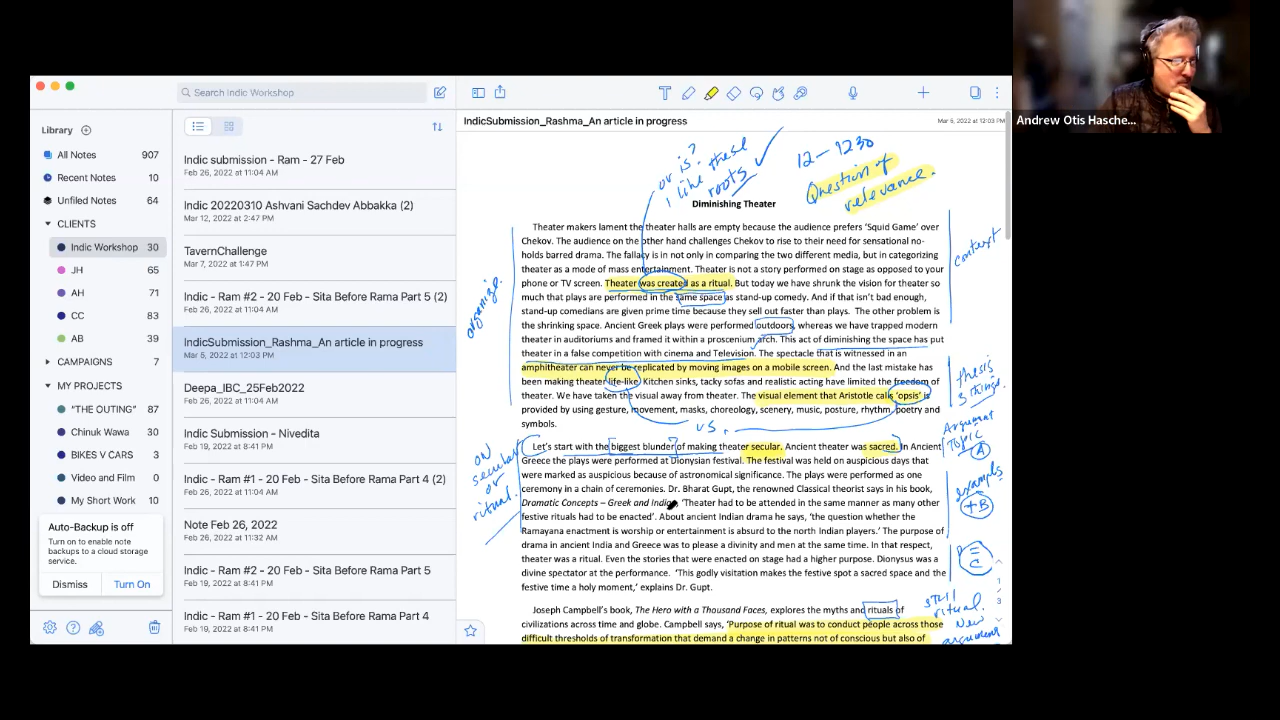 Search Indic Workshop
Library
All Notes 907
Recent Notes 10
Unfiled Notes 64
CLIENTS
Indic Workshop 30
JH 65
AH 71
CC 83
AB 44
CAMPAIGNS 7
MY PROJECTS
"THE OUTING" 87
Chinuk Wawa 30
BIKES V CARS 3
Video and Film 0
My Short Work 10
Auto-Backup is off
Turn on to enable note
backups to a cloud storage
service.
Dismiss Turn On
Indic submission - Ram - 27 Feb
Feb 26, 2022 at 11:04 AM
Indic 20220310 Ashvani Sachdev Abbakka (2)
Mar 12, 2022 at 2:47 PM
TavernChallenge
Mar 7, 2022 at 1:47 PM
Indic - Ram #2 - 20 Feb - Sita Before Rama Part 5 (2)
Feb 26, 2022 at 11:04 AM
IndicSubmission_Rashma_An article in progress
Mar 5, 2022 at 12:03 PM
Deepa_IBC_25Feb2022
Feb 26, 2022 at 11:04 AM
Indic Submission - Nivedita
Feb 19, 2022 at 8:41 PM
Indic - Ram #1 - 20 Feb - Sita Before Rama Part 4 (2)
Feb 26, 2022 at 11:04 AM
Note Feb 26, 2022
Feb 26, 2022 at 11:32 AM
Indic - Ram #2 - 20 Feb - Sita Before Rama Part 5
Feb 19, 2022 at 8:41 PM
Indic - Ram #1 - 20 Feb - Sita Before Rama Part 4
Feb 19, 2022 at 8:41 PM
IndicSubmission_Rashma_An article in progress
Mar 5, 2022 at 12:03 PM
or is?
I like these
roots
12 - 1230
Question of
relevance.
Diminishing Theater
Theater makers lament the theater halls are empty because the audience prefers 'Squid Game' over
Chekov. The audience on the other hand challenges Chekov to rise to their need for sensational no-
holds barred drama. The fallacy is in not only in comparing the two different media, but in categorizing
theater as a mode of mass entertainment. Theater is not a story performed on stage as opposed to your
phone or TV screen. Theater was created as a ritual. But today we have shrunk the vision for theater so
much that plays are performed in the same space as stand-up comedy. And if that isn't bad enough,
stand-up comedians are given prime time because they sell out faster than plays. The other problem is
the shrinking space. Ancient Greek plays were performed outdoors, whereas we have trapped modern
theater in auditoriums and framed it within a proscenium arch. This act of diminishing the space has put
theater in a false competition with cinema and Television. The spectacle that is witnessed in an
amphitheater can never be replicated by moving images on a mobile screen. And the last mistake has
been making theater life-like. Kitchen sinks, tacky sofas and realistic acting have limited the freedom of
theater. We have taken the visual away from theater. The visual element that Aristotle calls 'opsis' is
provided by using gesture, movement, masks, choreology, scenery, music, posture, rhythm, poetry and
symbols.
vs.
organize.
context
thesis
3 things.
Argument
Topic
A
Let's start with the biggest blunder of making theater secular. Ancient theater was sacred. In Ancient
Greece the plays were performed at Dionysian festival. The festival was held on auspicious days that
were marked as auspicious because of astronomical significance. The plays were performed as one
ceremony in a chain of ceremonies. Dr. Bharat Gupt, the renowned Classical theorist says in his book,
Dramatic Concepts – Greek and Indian, 'Theater had to be attended in the same manner as many other
festive rituals had to be enacted'. About ancient Indian drama he says, 'the question whether the
Ramayana enactment is worship or entertainment is absurd to the north Indian players.' The purpose of
drama in ancient India and Greece was to please a divinity and men at the same time. In that respect,
theater was a ritual. Even the stories that were enacted on stage had a higher purpose. Dionysus was a
divine spectator at the performance. 'This godly visitation makes the festive spot a sacred space and the
festive time a holy moment,' explains Dr. Gupt.
on
secular
or
ritual.
examples
+B
C
Joseph Campbell's book, The Hero with a Thousand Faces, explores the myths and rituals of
civilizations across time and globe. Campbell says, 'Purpose of ritual was to conduct people across those
difficult thresholds of transformation that demand a change in patterns not of conscious but also of
still
ritual.
New
argument
Andrew Otis Hasche...